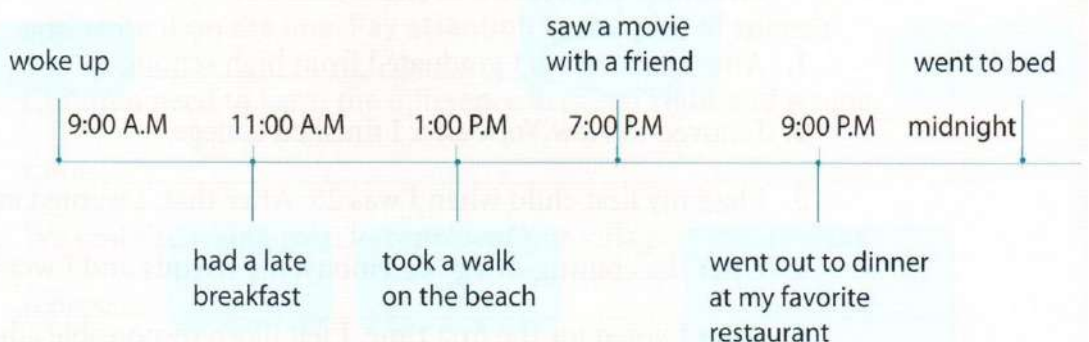 saw a movie
woke up with a friend went to bed
9:00 A.M 11:00 A.M 1:00 P.M 7:00 P.M 9:00 P.M midnight
had a late took a walk went out to dinner
breakfast on the beach at my favorite
restaurant